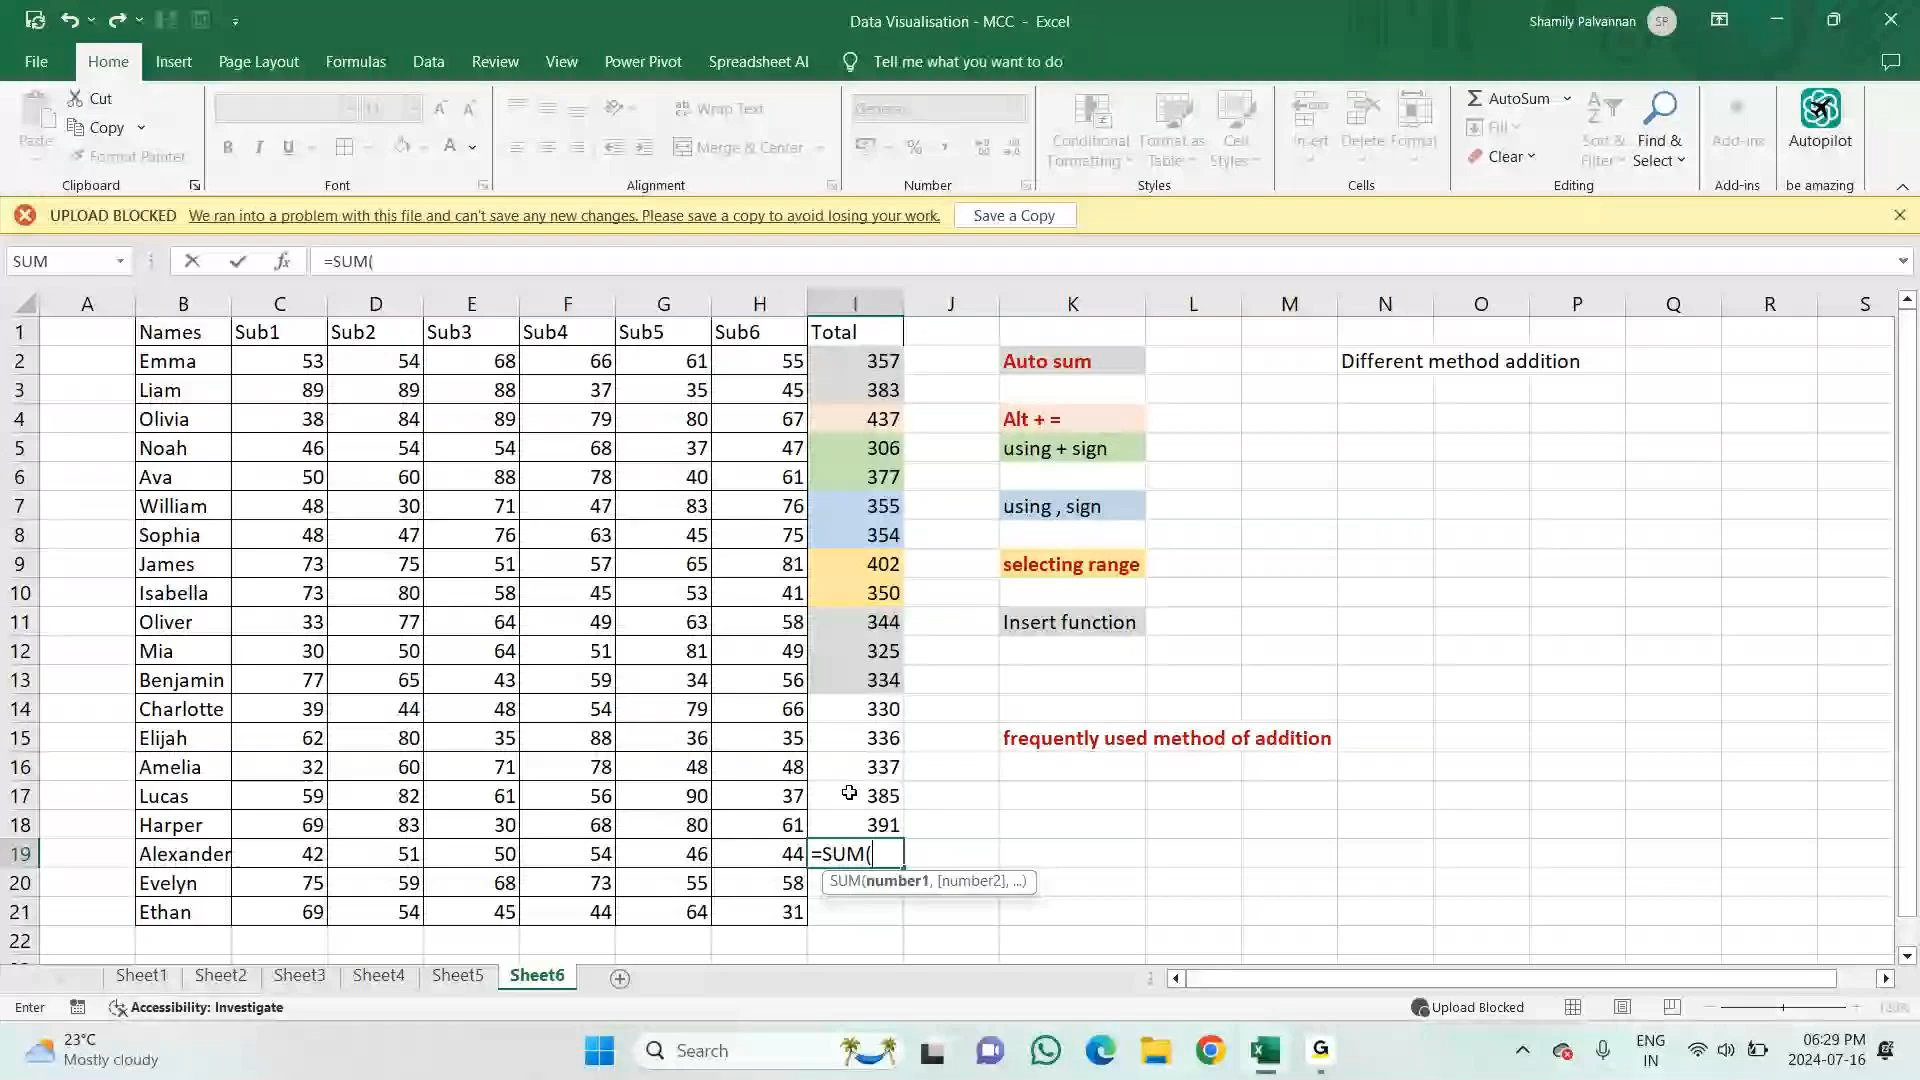 Data Visualisation - MCC - Excel
Shamily Palvannan
SP
File Home Insert Page Layout Formulas Data Review View Power Pivot Spreadsheet AI Tell me what you want to do
Paste
Cut
Copy
Format Painter
Clipboard
11
A A
B I U
A
Font
Wrap Text
Merge & Center
Alignment
General
%
Number
Conditional Formatting
Format as Table
Cell Styles
Styles
Insert
Delete
Format
Cells
AutoSum
Fill
Clear
Sort & Filter
Find & Select
Editing
Add-ins
Add-ins
Autopilot
be amazing
UPLOAD BLOCKED We ran into a problem with this file and can't save any new changes. Please save a copy to avoid losing your work. Save a Copy
SUM fx =SUM(
A B C D E F G H I J K L M N O P Q R S
1 Names Sub1 Sub2 Sub3 Sub4 Sub5 Sub6 Total
2 Emma 53 54 68 66 61 55 357 Auto sum Different method addition
3 Liam 89 89 88 37 35 45 383
4 Olivia 38 84 89 79 80 67 437 Alt + =
5 Noah 46 54 54 68 37 47 306 using + sign
6 Ava 50 60 88 78 40 61 377
7 William 48 30 71 47 83 76 355 using , sign
8 Sophia 48 47 76 63 45 75 354
9 James 73 75 51 57 65 81 402 selecting range
10 Isabella 73 80 58 45 53 41 350
11 Oliver 33 77 64 49 63 58 344 Insert function
12 Mia 30 50 64 51 81 49 325
13 Benjamin 77 65 43 59 34 56 334
14 Charlotte 39 44 48 54 79 66 330
15 Elijah 62 80 35 88 36 35 336 frequently used method of addition
16 Amelia 32 60 71 78 48 48 337
17 Lucas 59 82 61 56 90 37 385
18 Harper 69 83 30 68 80 61 391
19 Alexander 42 51 50 54 46 44 =SUM(
20 Evelyn 75 59 68 73 55 58 SUM(number1, [number2], ...)
21 Ethan 69 54 45 44 64 31
22
Sheet1 Sheet2 Sheet3 Sheet4 Sheet5 Sheet6
Enter Accessibility: Investigate Upload Blocked
23°C
Mostly cloudy
Search
ENG
IN
06:29 PM
2024-07-16